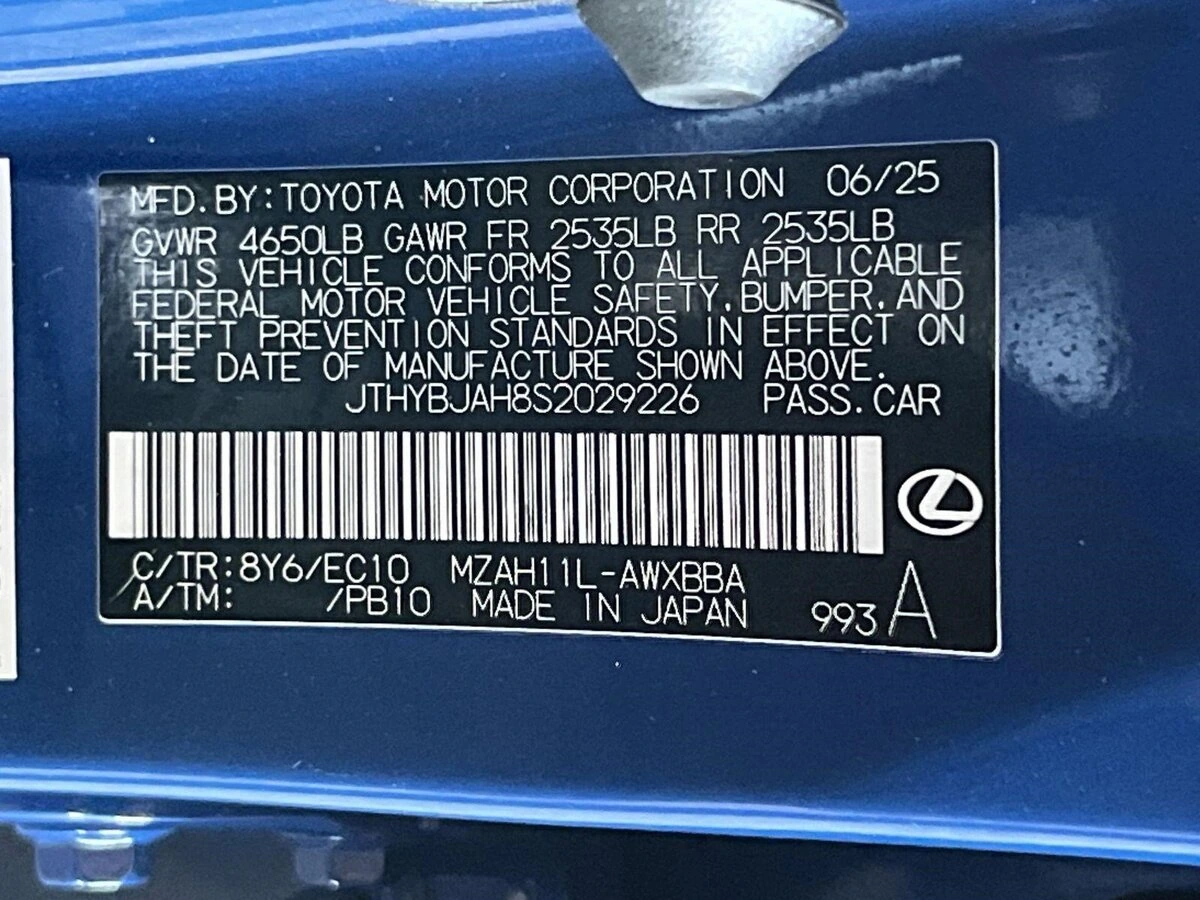 MFD.BY:TOYOTA MOTOR CORPORATION 06/25
GVWR 4650LB GAWR FR 2535LB RR 2535LB
THIS VEHICLE CONFORMS TO ALL APPLICABLE
FEDERAL MOTOR VEHICLE SAFETY,BUMPER,AND
THEFT PREVENTION STANDARDS IN EFFECT ON
THE DATE OF MANUFACTURE SHOWN ABOVE.
JTHYBJAH8S2029226 PASS.CAR
C/TR:8Y6/EC10 MZAH11L-AWXBBA
A/TM: /PB10 MADE IN JAPAN 993 A